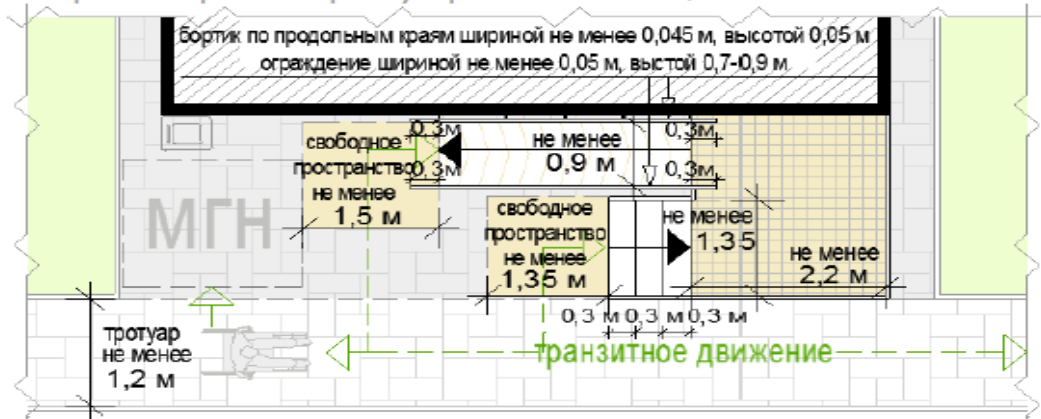 бортик по продольным краям шириной не менее 0,045 м, высотой 0,05 м
ограждение шириной не менее 0,05 м, выстой 0,7-0,9 м
свободное
пространство
не менее
1,5 м
0,3м
0,3м
не менее
0,9 м
0,3м
0,3м
МГН
свободное
пространство
не менее
1,35 м
не менее
1,35
не менее
2,2 м
0,3 м 0,3 м 0,3 м
тротуар
не менее
1,2 м
транзитное движение